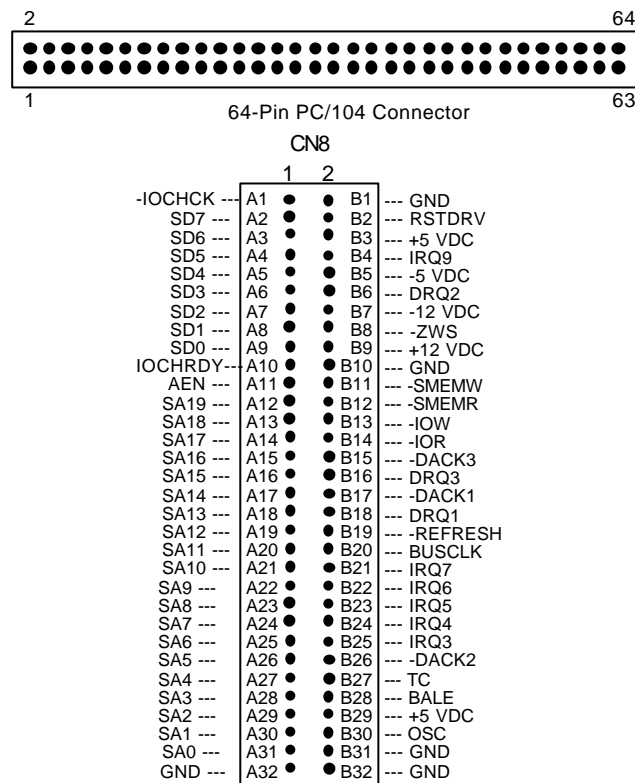 2 64
1 63
64-Pin PC/104 Connector
CN8
1 2
-IOCHCK --- A1 B1 --- GND
SD7 --- A2 B2 --- RSTDRV
SD6 --- A3 B3 --- +5 VDC
SD5 --- A4 B4 --- IRQ9
SD4 --- A5 B5 --- -5 VDC
SD3 --- A6 B6 --- DRQ2
SD2 --- A7 B7 --- -12 VDC
SD1 --- A8 B8 --- -ZWS
SD0 --- A9 B9 --- +12 VDC
IOCHRDY--- A10 B10 --- GND
AEN --- A11 B11 --- -SMEMW
SA19 --- A12 B12 --- -SMEMR
SA18 --- A13 B13 --- -IOW
SA17 --- A14 B14 --- -IOR
SA16 --- A15 B15 --- -DACK3
SA15 --- A16 B16 --- DRQ3
SA14 --- A17 B17 --- -DACK1
SA13 --- A18 B18 --- DRQ1
SA12 --- A19 B19 --- -REFRESH
SA11 --- A20 B20 --- BUSCLK
SA10 --- A21 B21 --- IRQ7
SA9 --- A22 B22 --- IRQ6
SA8 --- A23 B23 --- IRQ5
SA7 --- A24 B24 --- IRQ4
SA6 --- A25 B25 --- IRQ3
SA5 --- A26 B26 --- -DACK2
SA4 --- A27 B27 --- TC
SA3 --- A28 B28 --- BALE
SA2 --- A29 B29 --- +5 VDC
SA1 --- A30 B30 --- OSC
SA0 --- A31 B31 --- GND
GND --- A32 B32 --- GND